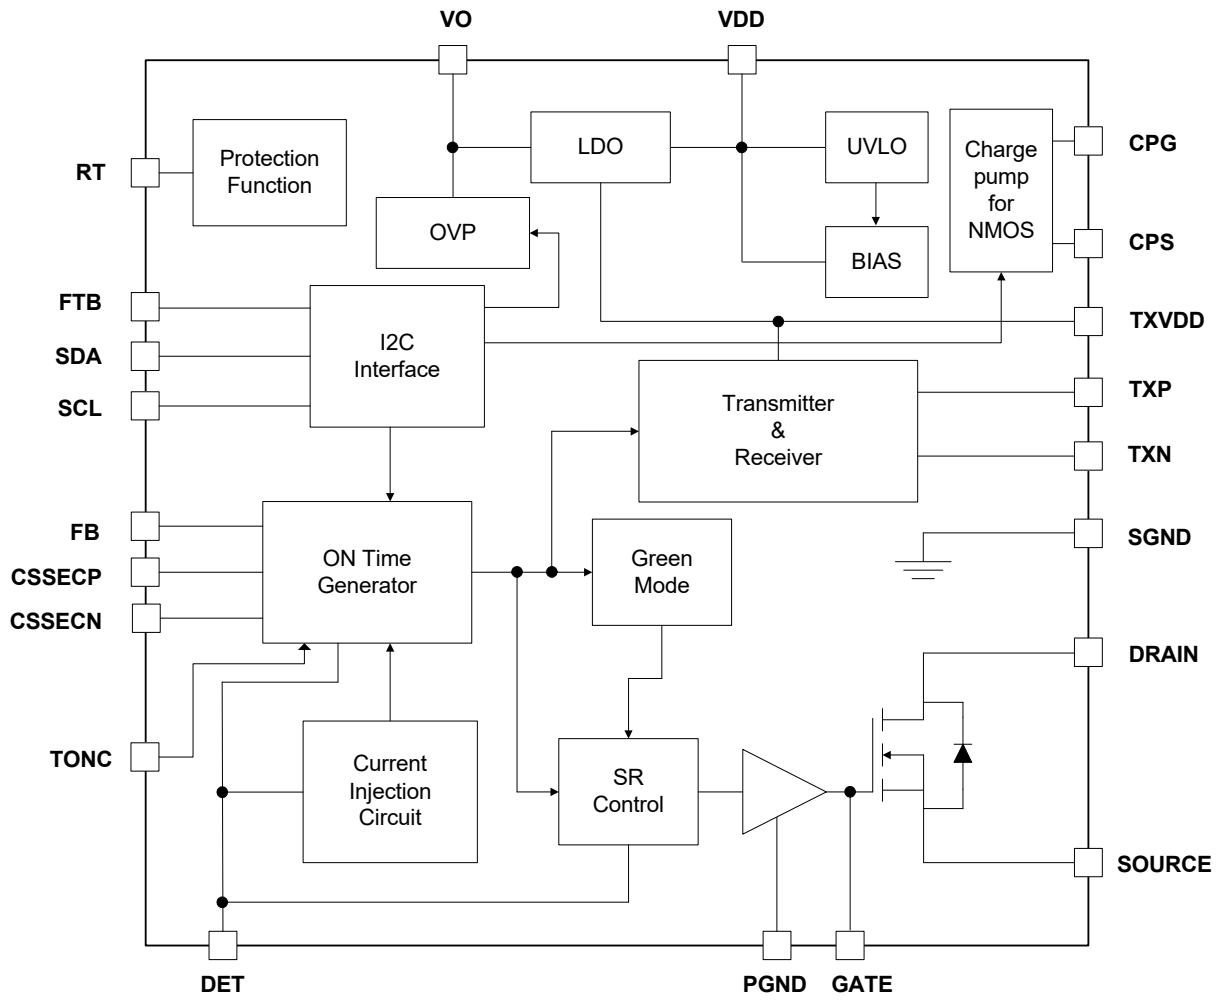 VO
VDD
RT
Protection
Function
LDO
UVLO
Charge
pump
for
NMOS
CPG
OVP
BIAS
CPS
FTB
SDA
SCL
I2C
Interface
TXVDD
Transmitter
&
Receiver
TXP
TXN
FB
CSSECP
CSSECN
ON Time
Generator
Green
Mode
SGND
DRAIN
TONC
Current
Injection
Circuit
SR
Control
SOURCE
DET
PGND
GATE